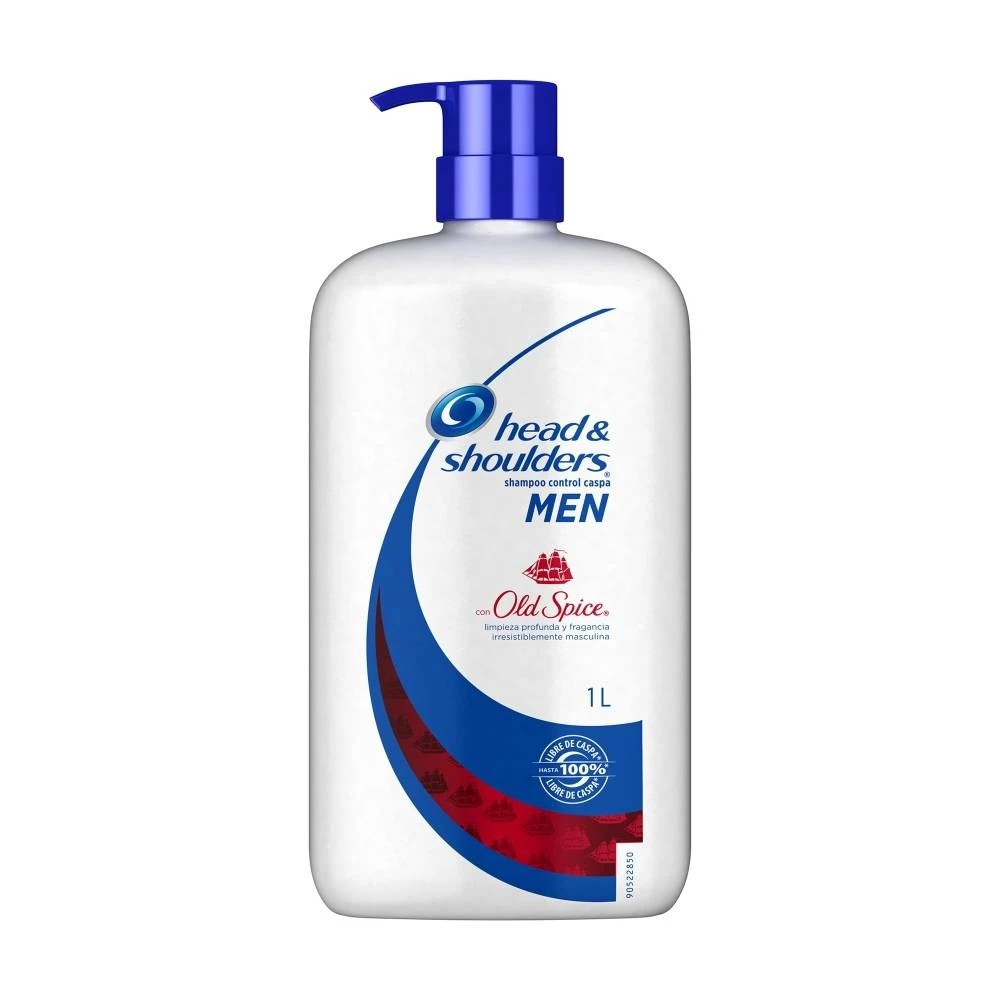 head &
shoulders®
shampoo control caspa
MEN
con Old Spice®
limpieza profunda y fragancia
irresistiblemente masculina
1 L
LIBRE DE CASPA*
HASTA 100%*
LIBRE DE CASPA*
90522850